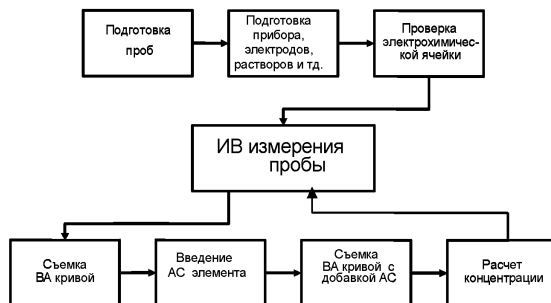 Подготовка
проб
Подготовка
прибора,
электродов,
растворов и тд.
Проверка
электрохимичес-
кой ячейки
ИВ измерения
пробы
Съемка
ВА кривой
Введение
АС элемента
Съемка
ВА кривой с
добавкой АС
Расчет
концентрации